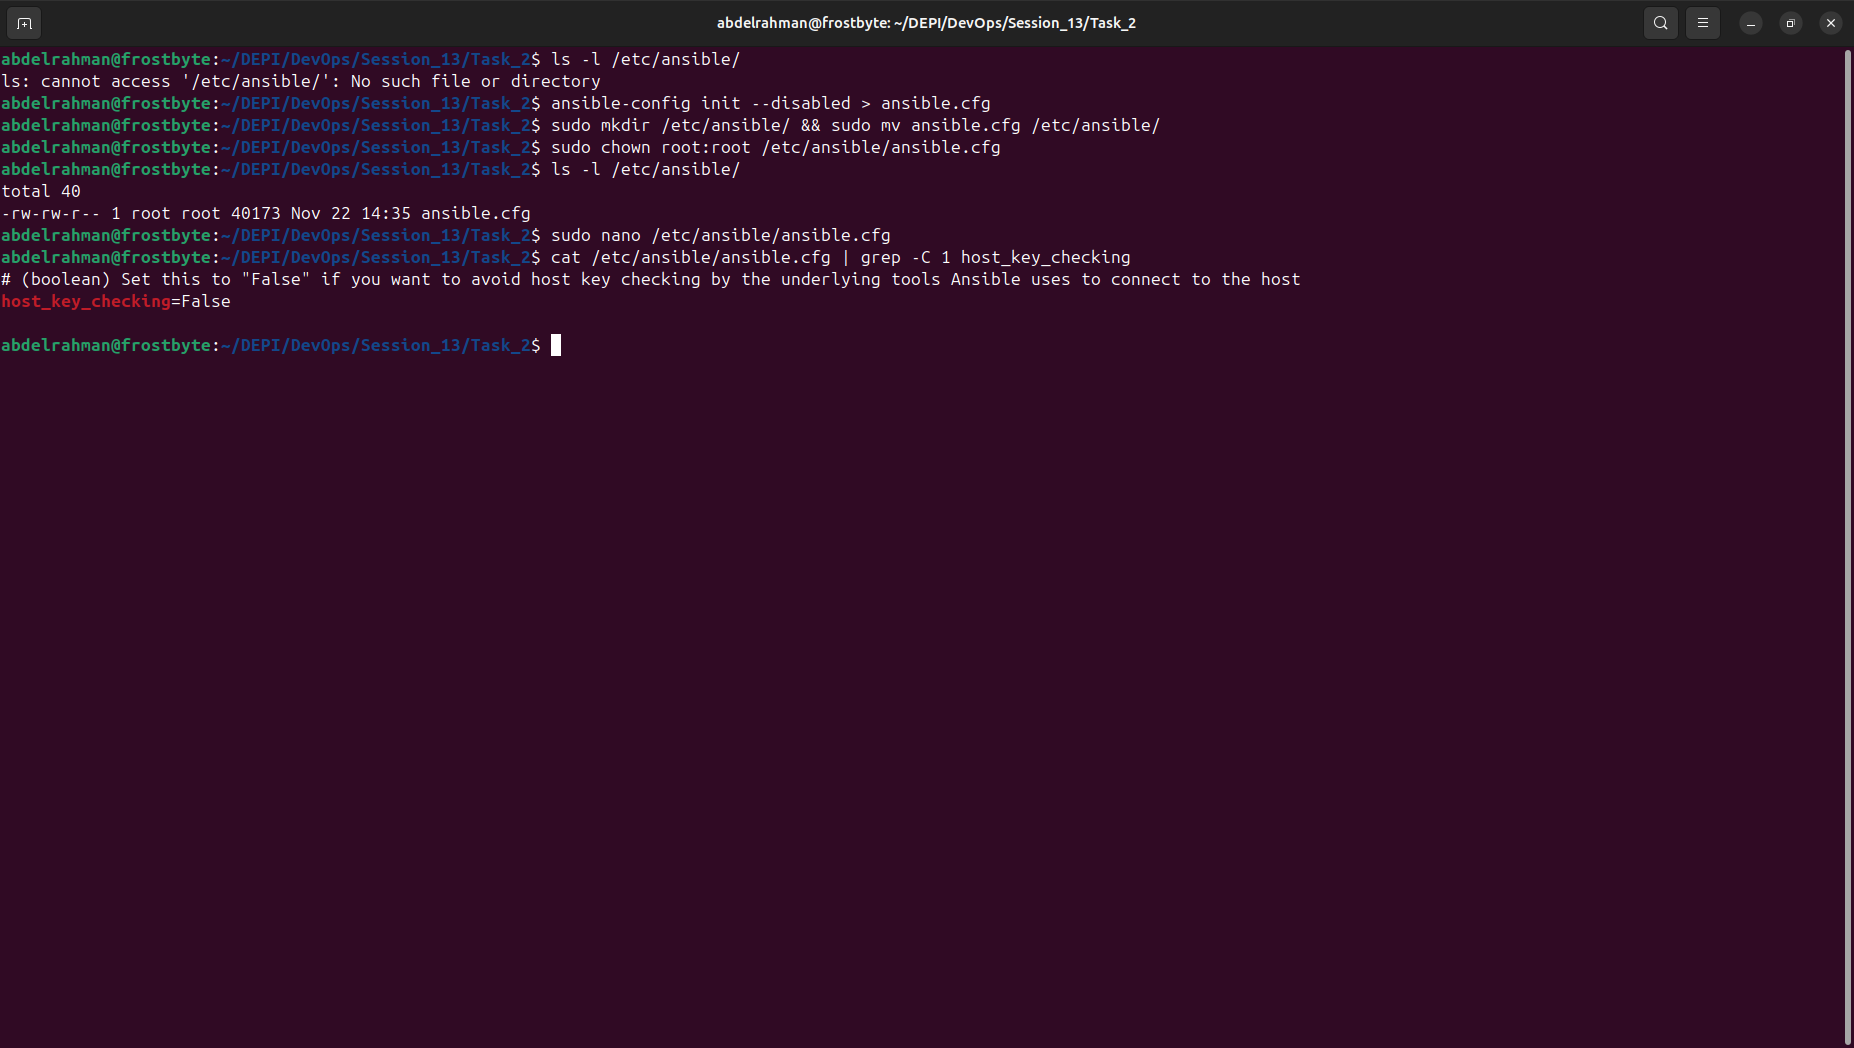 abdelrahman@frostbyte: ~/DEPI/DevOps/Session_13/Task_2
abdelrahman@frostbyte:~/DEPI/DevOps/Session_13/Task_2$ ls -l /etc/ansible/
ls: cannot access '/etc/ansible/': No such file or directory
abdelrahman@frostbyte:~/DEPI/DevOps/Session_13/Task_2$ ansible-config init --disabled > ansible.cfg
abdelrahman@frostbyte:~/DEPI/DevOps/Session_13/Task_2$ sudo mkdir /etc/ansible/ && sudo mv ansible.cfg /etc/ansible/
abdelrahman@frostbyte:~/DEPI/DevOps/Session_13/Task_2$ sudo chown root:root /etc/ansible/ansible.cfg
abdelrahman@frostbyte:~/DEPI/DevOps/Session_13/Task_2$ ls -l /etc/ansible/
total 40
-rw-rw-r-- 1 root root 40173 Nov 22 14:35 ansible.cfg
abdelrahman@frostbyte:~/DEPI/DevOps/Session_13/Task_2$ sudo nano /etc/ansible/ansible.cfg
abdelrahman@frostbyte:~/DEPI/DevOps/Session_13/Task_2$ cat /etc/ansible/ansible.cfg | grep -C 1 host_key_checking
# (boolean) Set this to "False" if you want to avoid host key checking by the underlying tools Ansible uses to connect to the host
host_key_checking=False
abdelrahman@frostbyte:~/DEPI/DevOps/Session_13/Task_2$